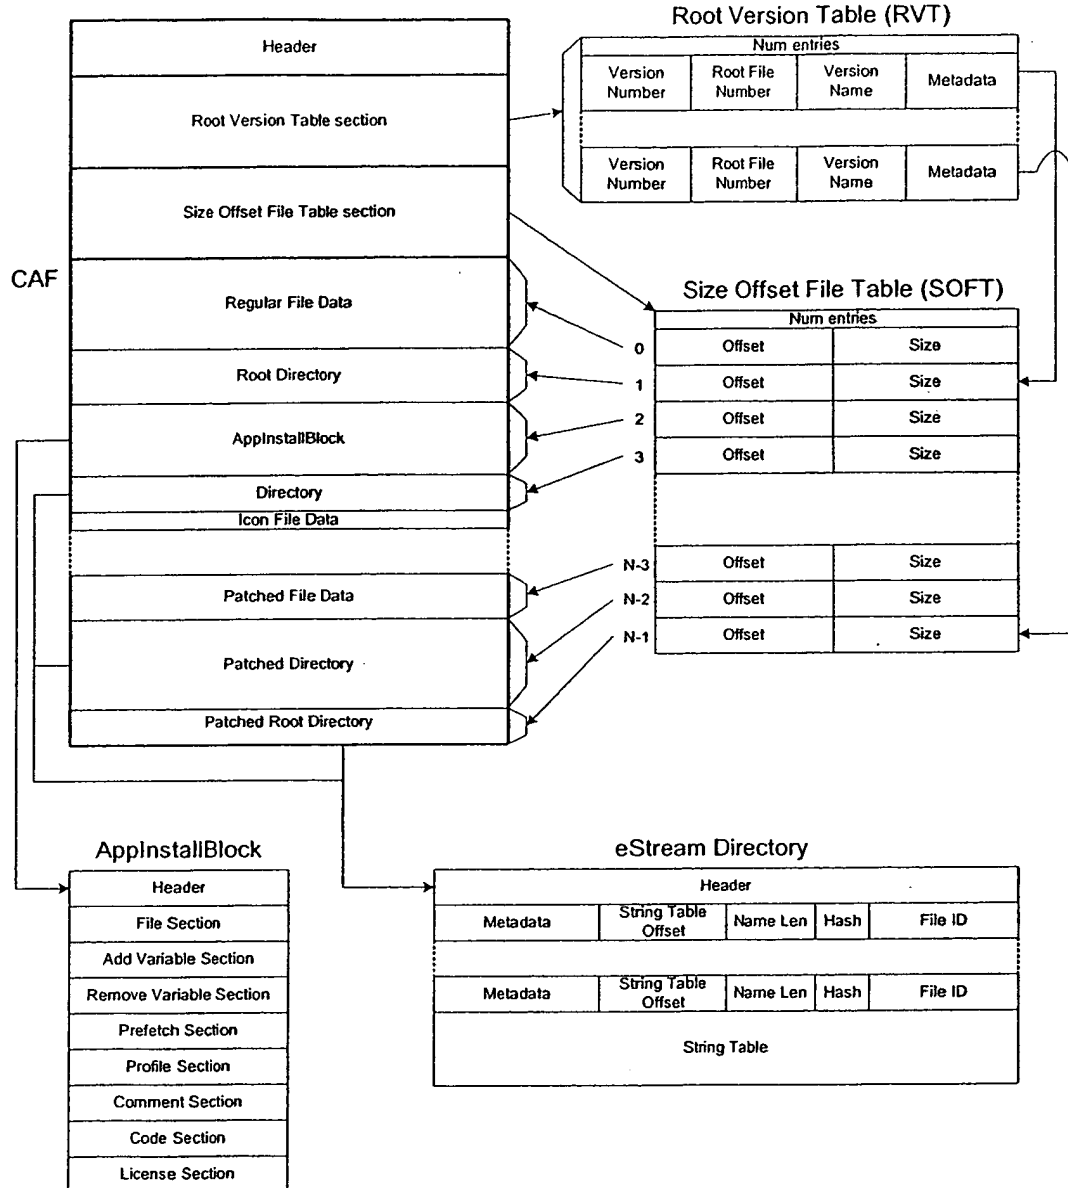 Root Version Table (RVT)
Num entries
Version Number
Root File Number
Version Name
Metadata
Version Number
Root File Number
Version Name
Metadata
CAF
Header
Root Version Table section
Size Offset File Table section
Regular File Data
Root Directory
AppInstallBlock
Directory
Icon File Data
Patched File Data
Patched Directory
Patched Root Directory
Size Offset File Table (SOFT)
Num entries
0
Offset
Size
1
Offset
Size
2
Offset
Size
3
Offset
Size
N-3
Offset
Size
N-2
Offset
Size
N-1
Offset
Size
AppInstallBlock
Header
File Section
Add Variable Section
Remove Variable Section
Prefetch Section
Profile Section
Comment Section
Code Section
License Section
eStream Directory
Header
Metadata
String Table Offset
Name Len
Hash
File ID
Metadata
String Table Offset
Name Len
Hash
File ID
String Table